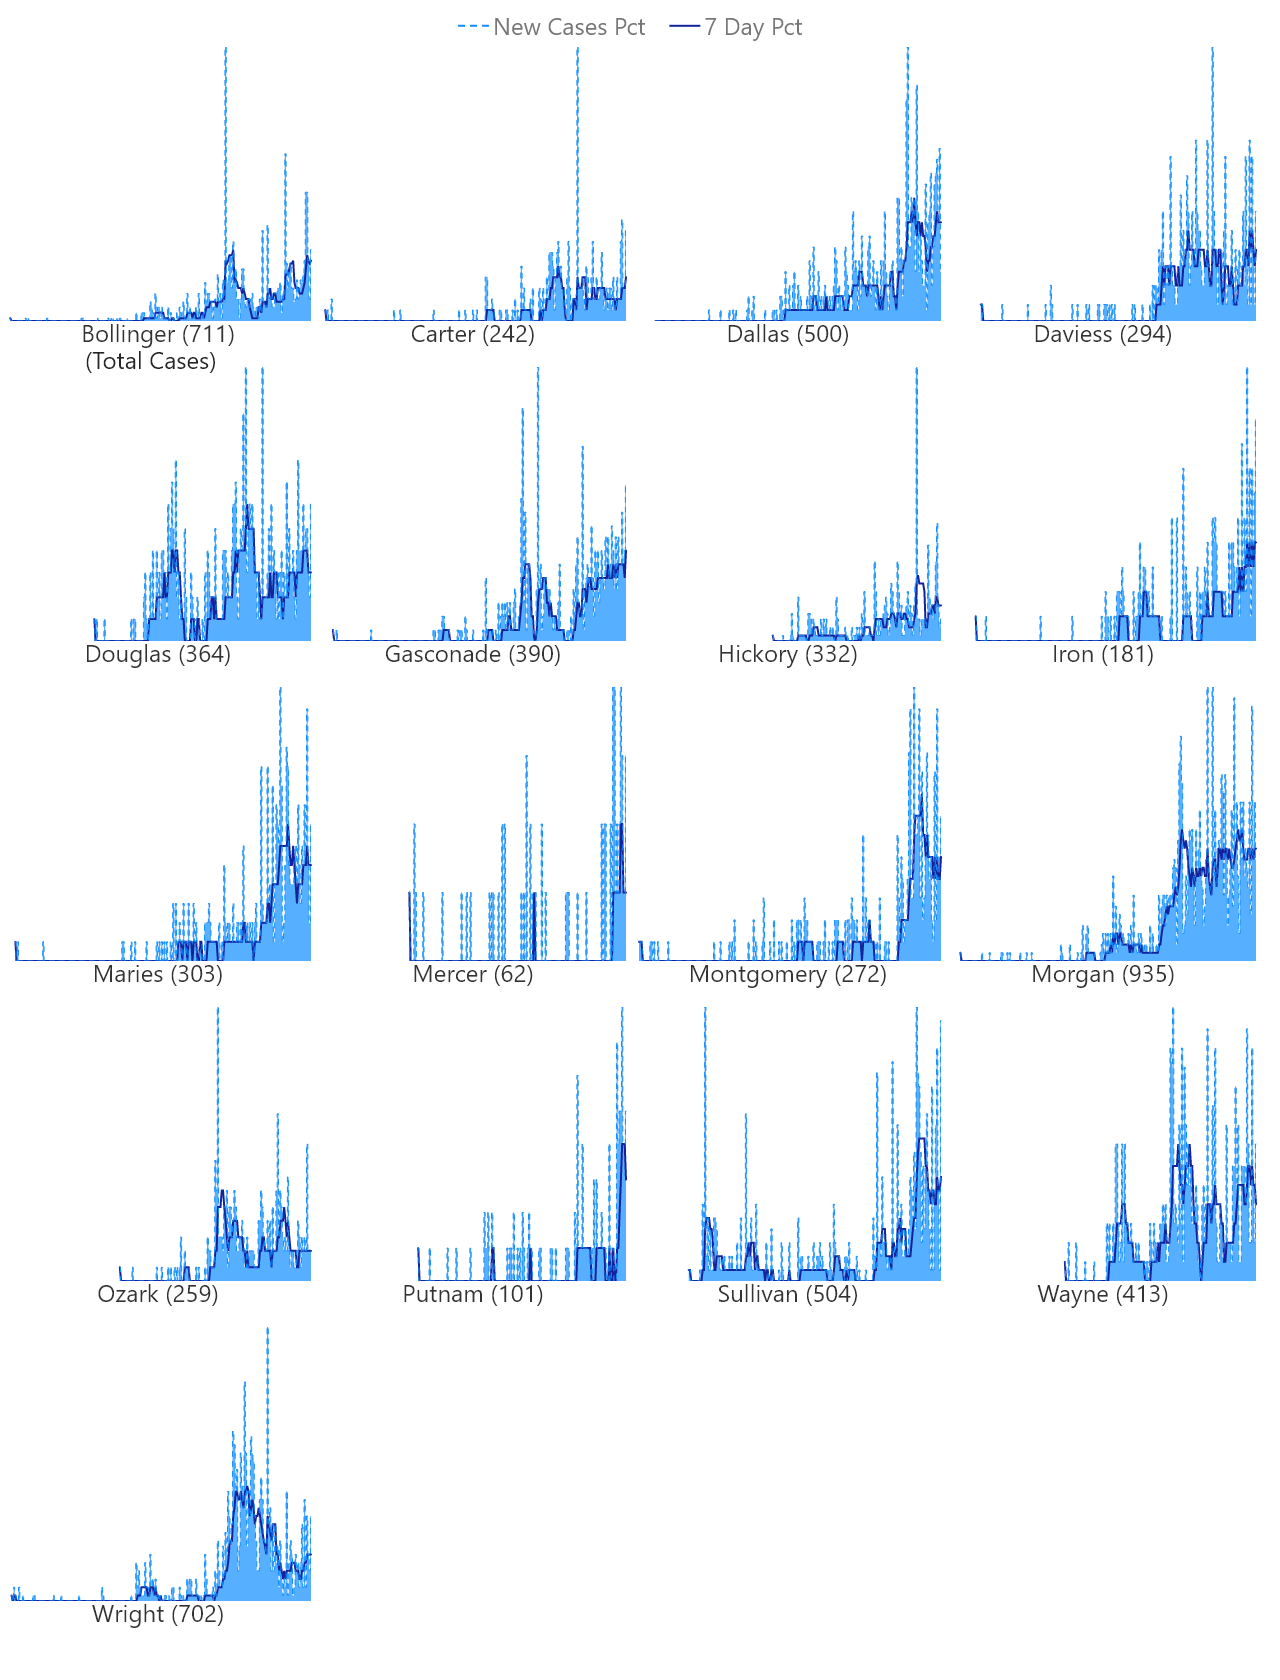 New Cases Pct 7 Day Pct
Bollinger (711) Carter (242) Dallas (500) Daviess (294)
(Total Cases)
Douglas (364) Gasconade (390) Hickory (332) Iron (181)
Maries (303) Mercer (62) Montgomery (272) Morgan (935)
Ozark (259) Putnam (101) Sullivan (504) Wayne (413)
Wright (702)